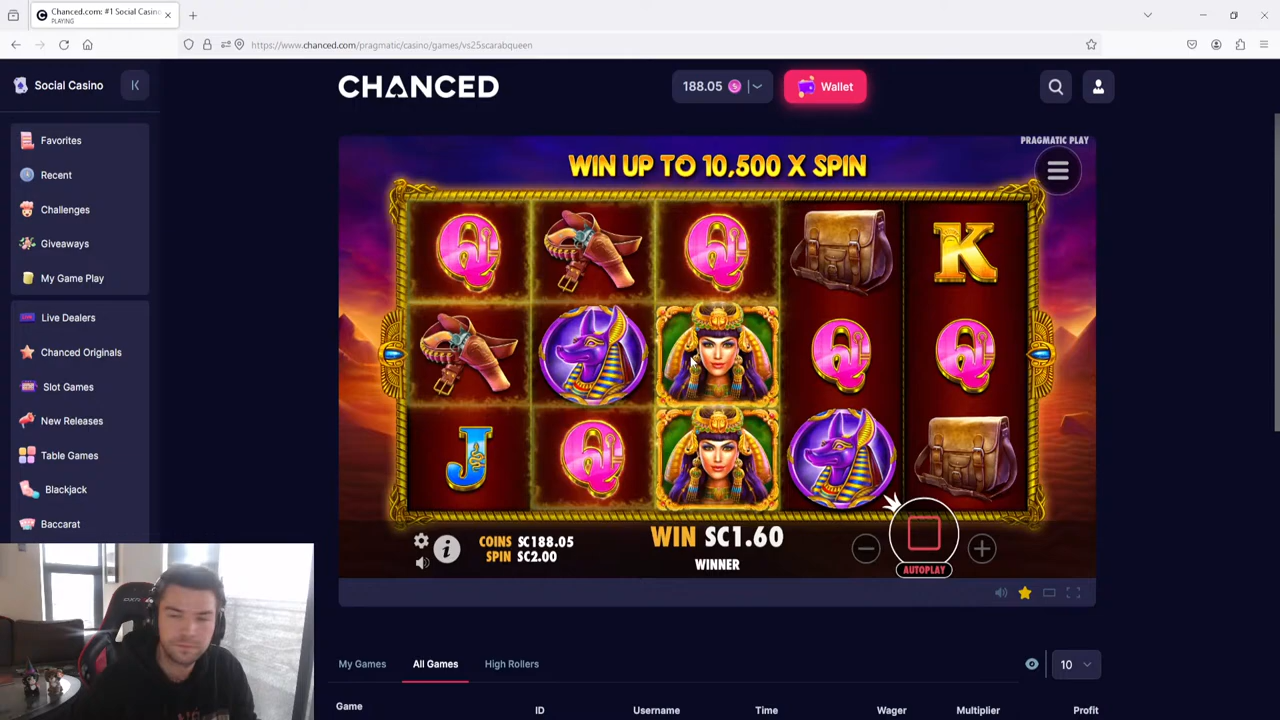 Chanced.com: #1 Social Casino
PLAYING
https://www.chanced.com/pragmatic/casino/games/vs25scarabqueen
Social Casino
CHANCED
188.05
Wallet
Favorites
Recent
Challenges
Giveaways
My Game Play
Live Dealers
Chanced Originals
Slot Games
New Releases
Table Games
Blackjack
Baccarat
PRAGMATIC PLAY
WIN UP TO 10,500 X SPIN
Q Q K
Q Q
J Q
COINS SC188.05
SPIN SC2.00
WIN SC1.60
WINNER
AUTOPLAY
My Games All Games High Rollers 10
Game ID Username Time Wager Multiplier Profit